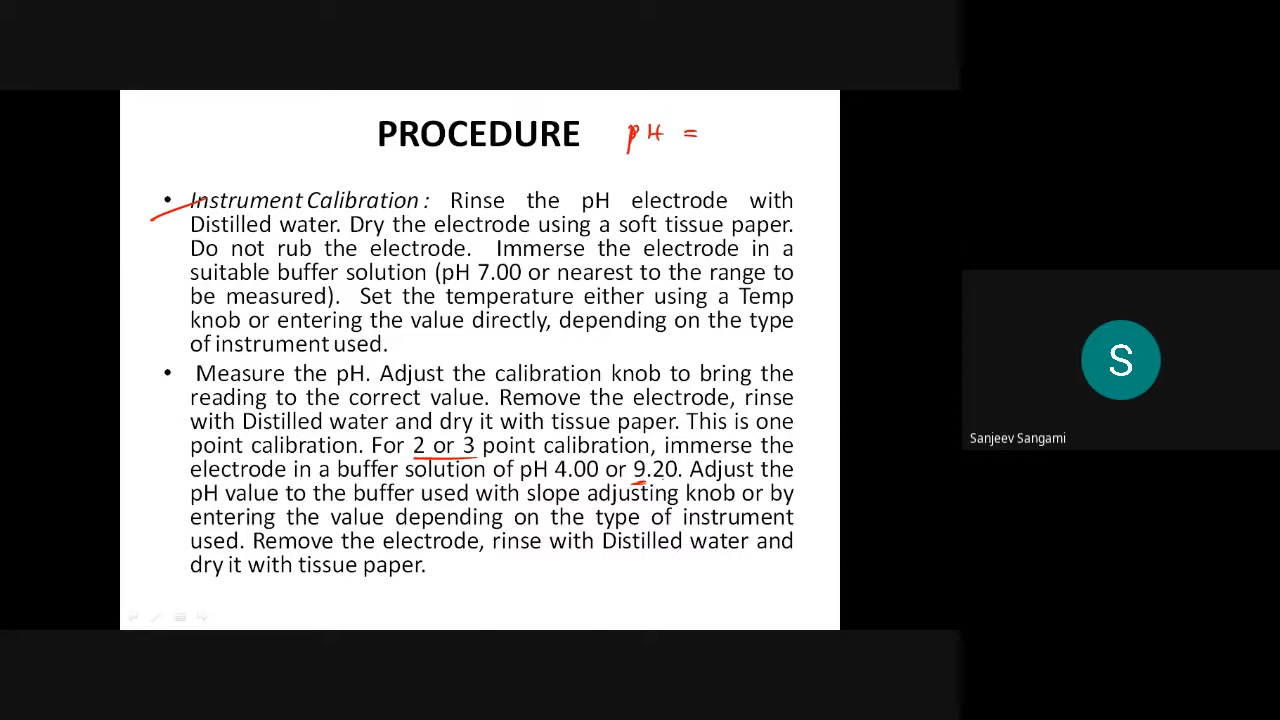 PROCEDURE pH =
• Instrument Calibration : Rinse the pH electrode with
Distilled water. Dry the electrode using a soft tissue paper.
Do not rub the electrode. Immerse the electrode in a
suitable buffer solution (pH 7.00 or nearest to the range to
be measured). Set the temperature either using a Temp
knob or entering the value directly, depending on the type
of instrument used.
• Measure the pH. Adjust the calibration knob to bring the
reading to the correct value. Remove the electrode, rinse
with Distilled water and dry it with tissue paper. This is one
point calibration. For 2 or 3 point calibration, immerse the
electrode in a buffer solution of pH 4.00 or 9.20. Adjust the
pH value to the buffer used with slope adjusting knob or by
entering the value depending on the type of instrument
used. Remove the electrode, rinse with Distilled water and
dry it with tissue paper.
S
Sanjeev Sangami